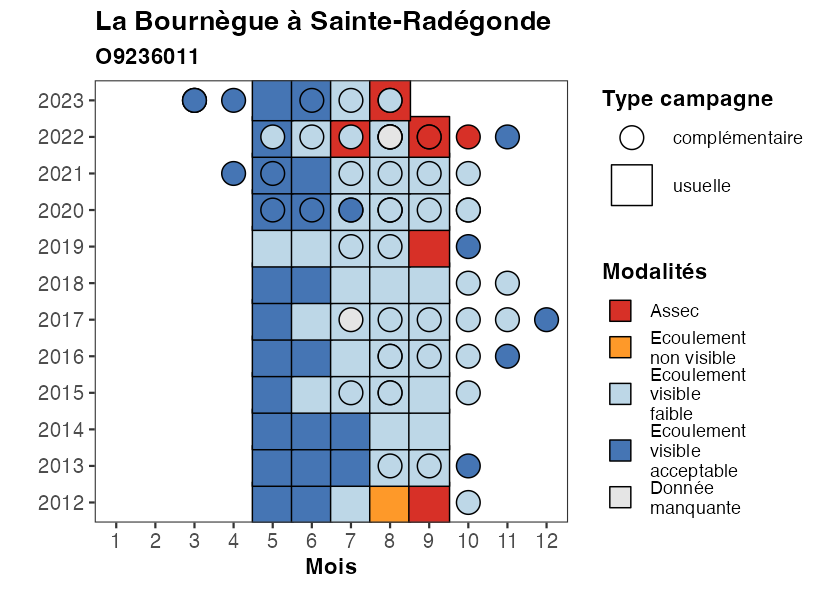 La Bournègue à Sainte-Radégonde
O9236011
2023
2022
2021
2020
2019
2018
2017
2016
2015
2014
2013
2012
1 2 3 4 5 6 7 8 9 10 11 12
Mois
Type campagne
complémentaire
usuelle
Modalités
Assec
Ecoulement
non visible
Ecoulement
visible
faible
Ecoulement
visible
acceptable
Donnée
manquante